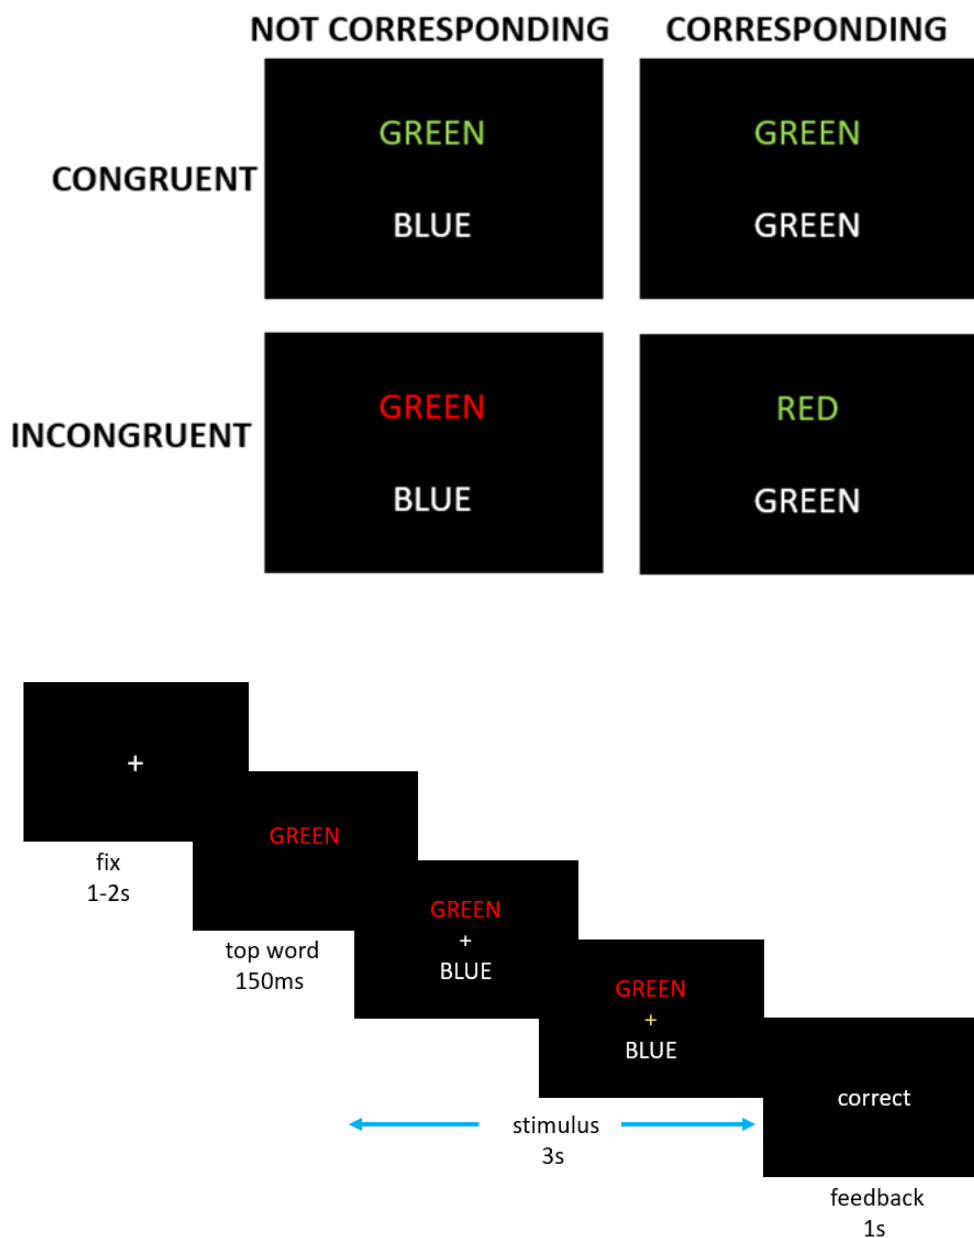 NOT CORRESPONDING CORRESPONDING
CONGRUENT
GREEN
BLUE
GREEN
GREEN
INCONGRUENT
GREEN
BLUE
RED
GREEN
+
fix
1-2s
GREEN
top word
150ms
GREEN
+
BLUE
GREEN
+
BLUE
stimulus
3s
correct
feedback
1s